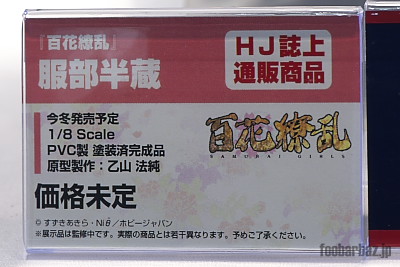 『百花繚乱』
服部半蔵
HJ誌上
通販商品
今冬発売予定
1/8 Scale
PVC製 塗装済完成品
原型製作：乙山 法純
価格未定
百花繚乱
SAMURAI GIRLS
©すずきあきら・Niθ／ホビージャパン
※展示品は監修中です。実際の商品とは若干異なります。予めご了承ください。
foobarbaz.jp